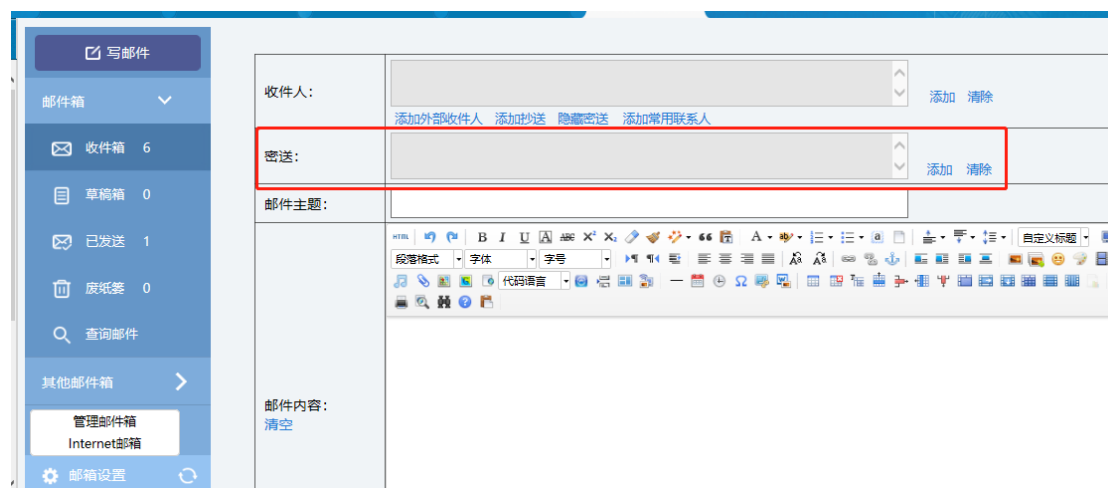 写邮件
邮件箱
收件箱 6
草稿箱 0
已发送 1
废纸篓 0
查询邮件
其他邮件箱
管理邮件箱
Internet邮箱
邮箱设置
收件人：
添加 清除
添加外部收件人 添加抄送 隐藏密送 添加常用联系人
密送：
添加 清除
邮件主题：
HTML B I U A ABC X² X₂ 66 A ab a 自定义标题
段落格式 字体 字号
代码语言
邮件内容：
清空